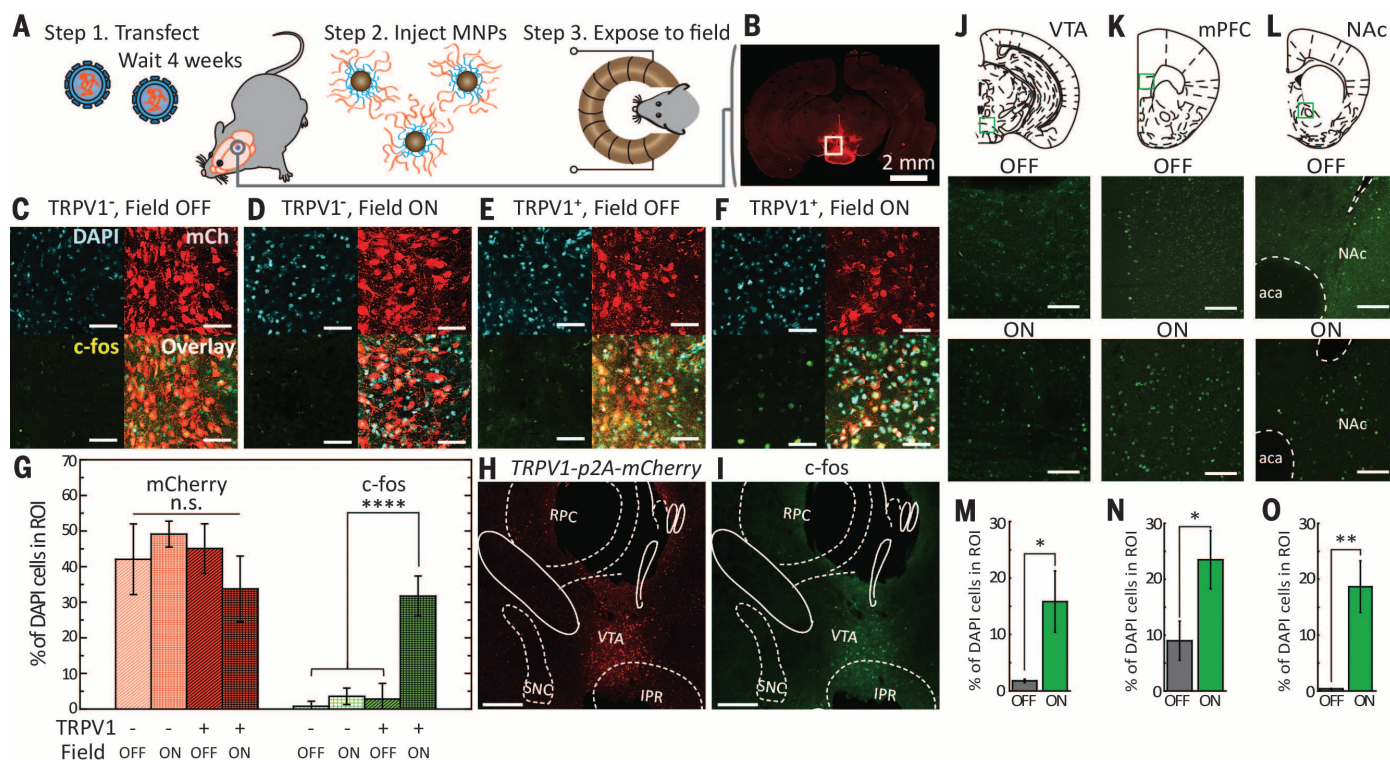 A
Step 1. Transfect
Wait 4 weeks
Step 2. Inject MNPs
Step 3. Expose to field
B
2 mm
C TRPV1-, Field OFF
DAPI
mCh
c-fos
Overlay
D TRPV1-, Field ON
E TRPV1+, Field OFF
F TRPV1+, Field ON
G
% of DAPI cells in ROI
70
60
50
40
30
20
10
0
mCherry
n.s.
c-fos
****
TRPV1 - - + + - - + +
Field OFF ON OFF ON OFF ON OFF ON
H TRPV1-p2A-mCherry
RPC
VTA
SNC
IPR
I c-fos
RPC
VTA
SNC
IPR
J VTA
OFF
ON
K mPFC
OFF
ON
L NAc
OFF
NAc
aca
ON
NAc
aca
M
% of DAPI cells in ROI
30
20
10
0
*
OFF ON
N
% of DAPI cells in ROI
30
20
10
0
*
OFF ON
O
% of DAPI cells in ROI
30
20
10
0
**
OFF ON